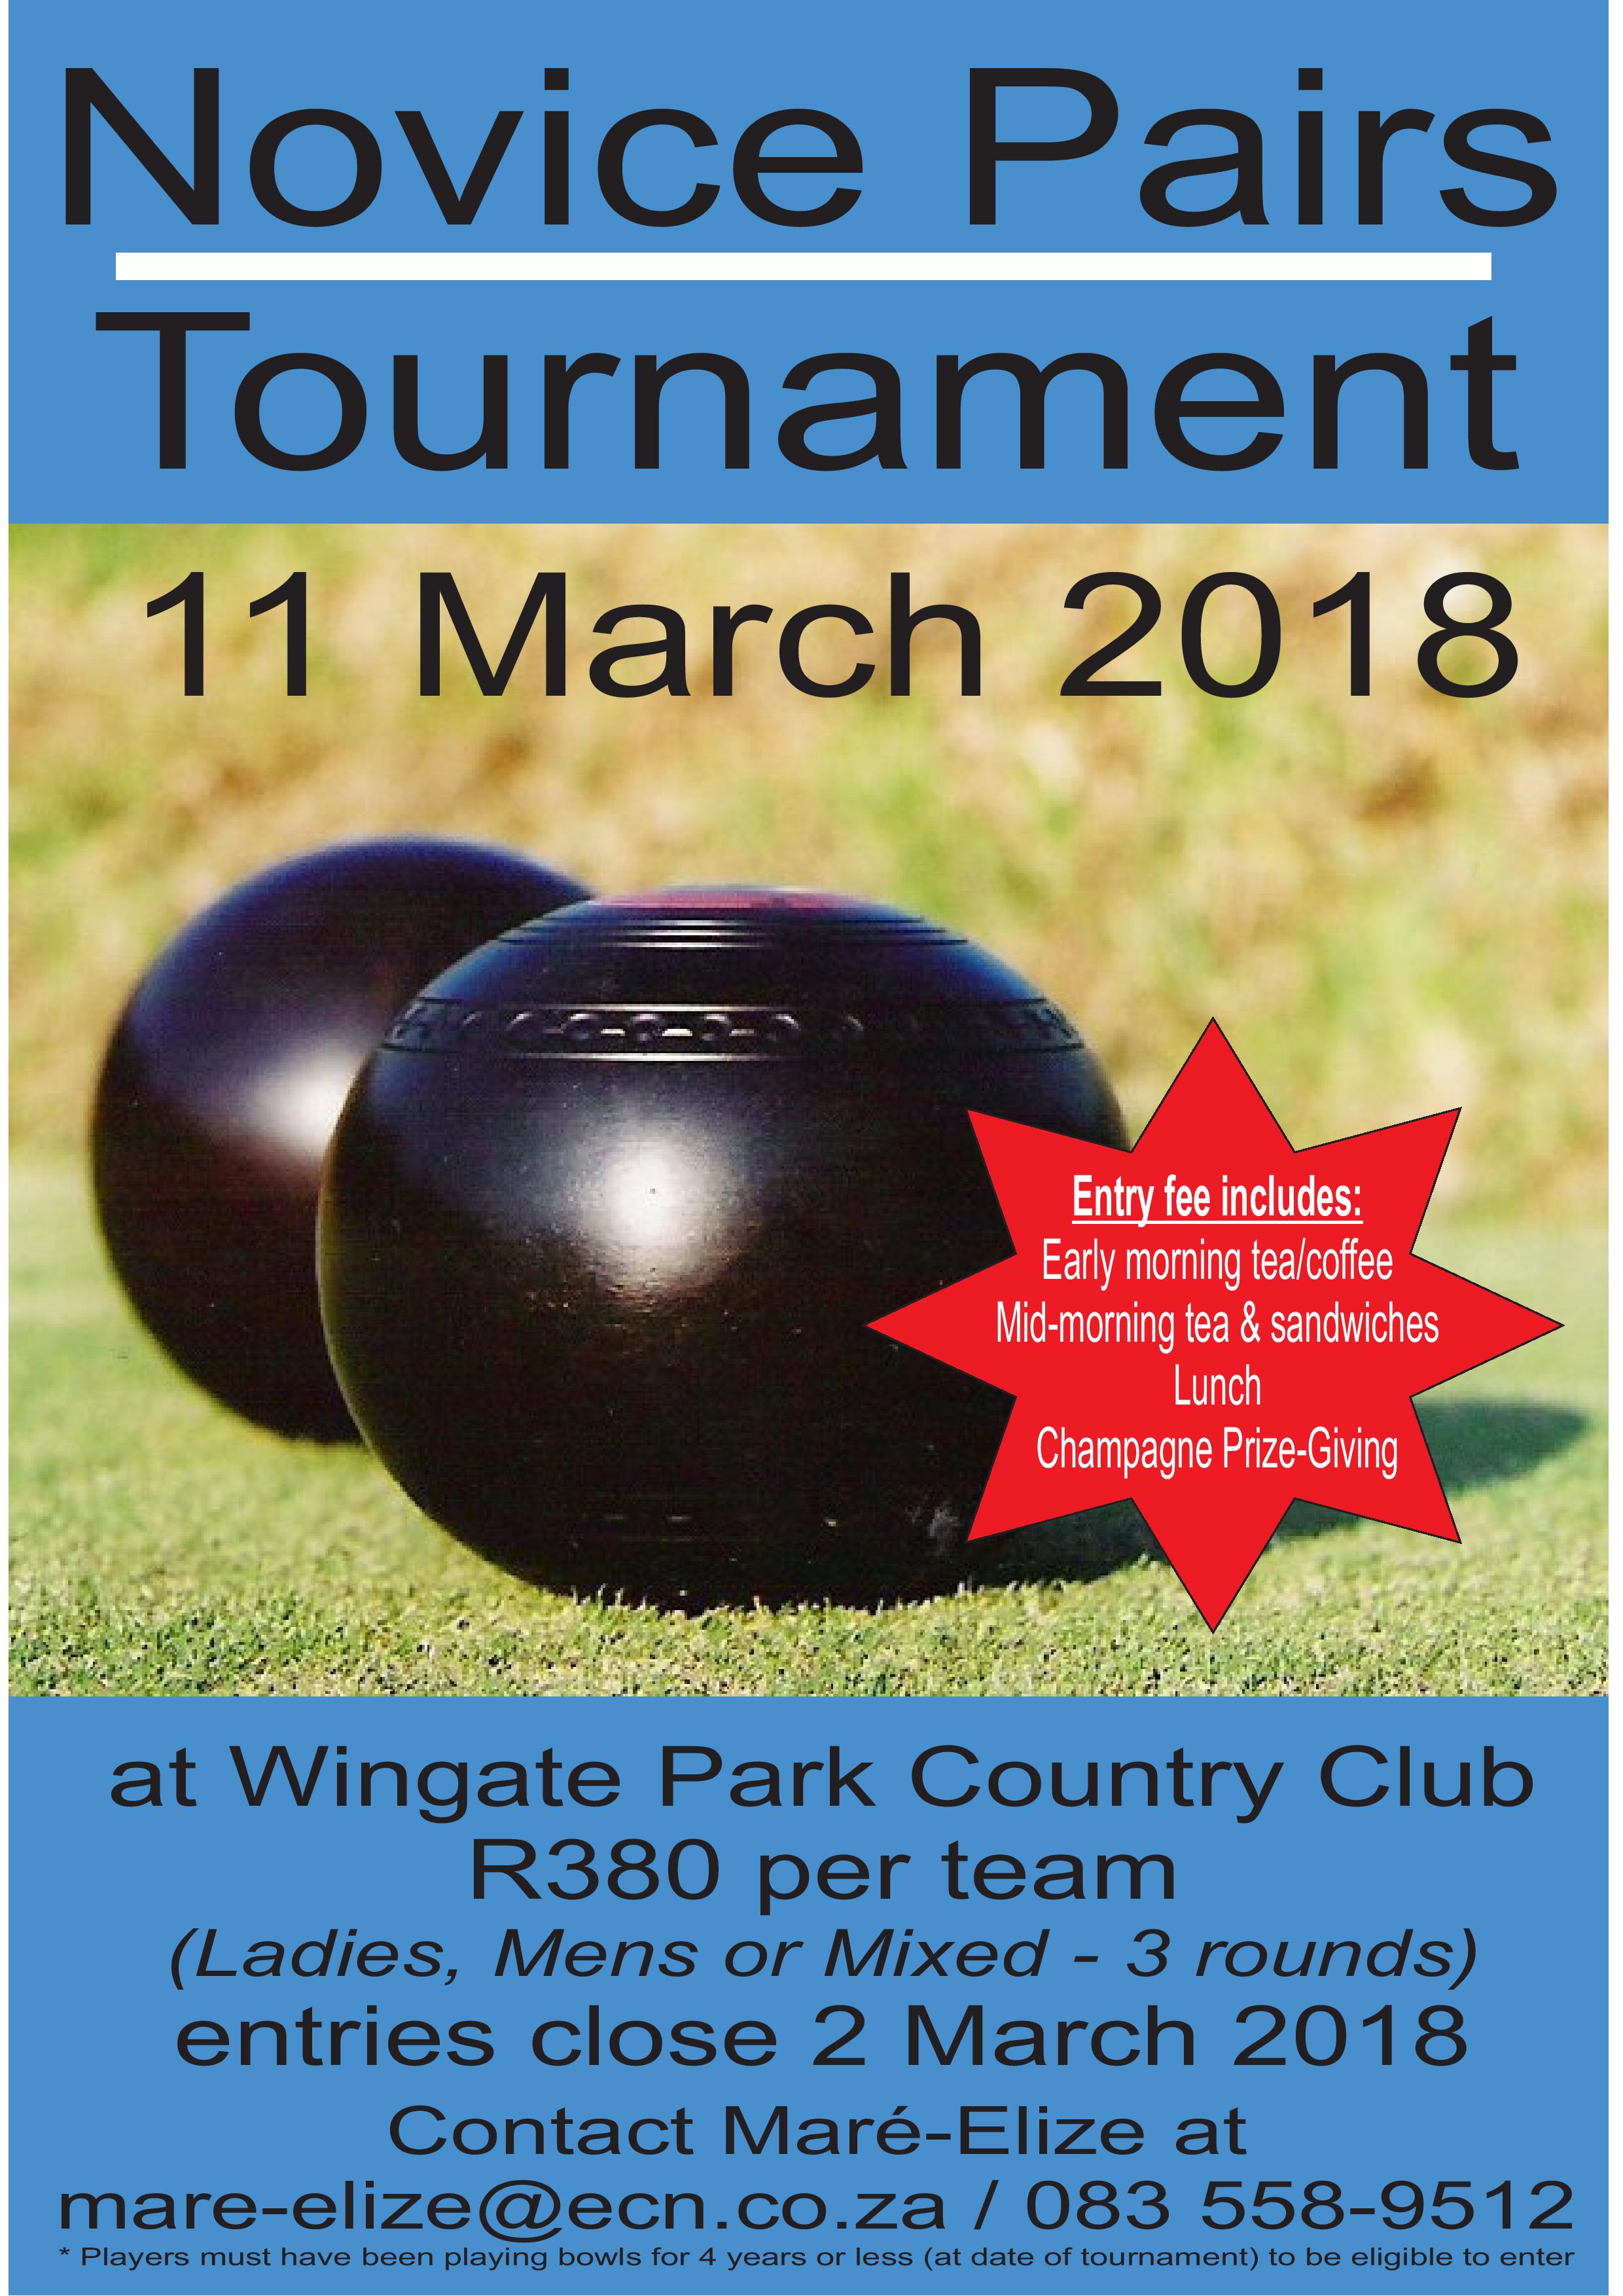 Novice Pairs
Tournament
11 March 2018
Entry fee includes:
Early morning tea/coffee
Mid-morning tea & sandwiches
Lunch
Champagne Prize-Giving
at Wingate Park Country Club
R380 per team
(Ladies, Mens or Mixed - 3 rounds)
entries close 2 March 2018
Contact Maré-Elize at
mare-elize@ecn.co.za / 083 558-9512
* Players must have been playing bowls for 4 years or less (at date of tournament) to be eligible to enter